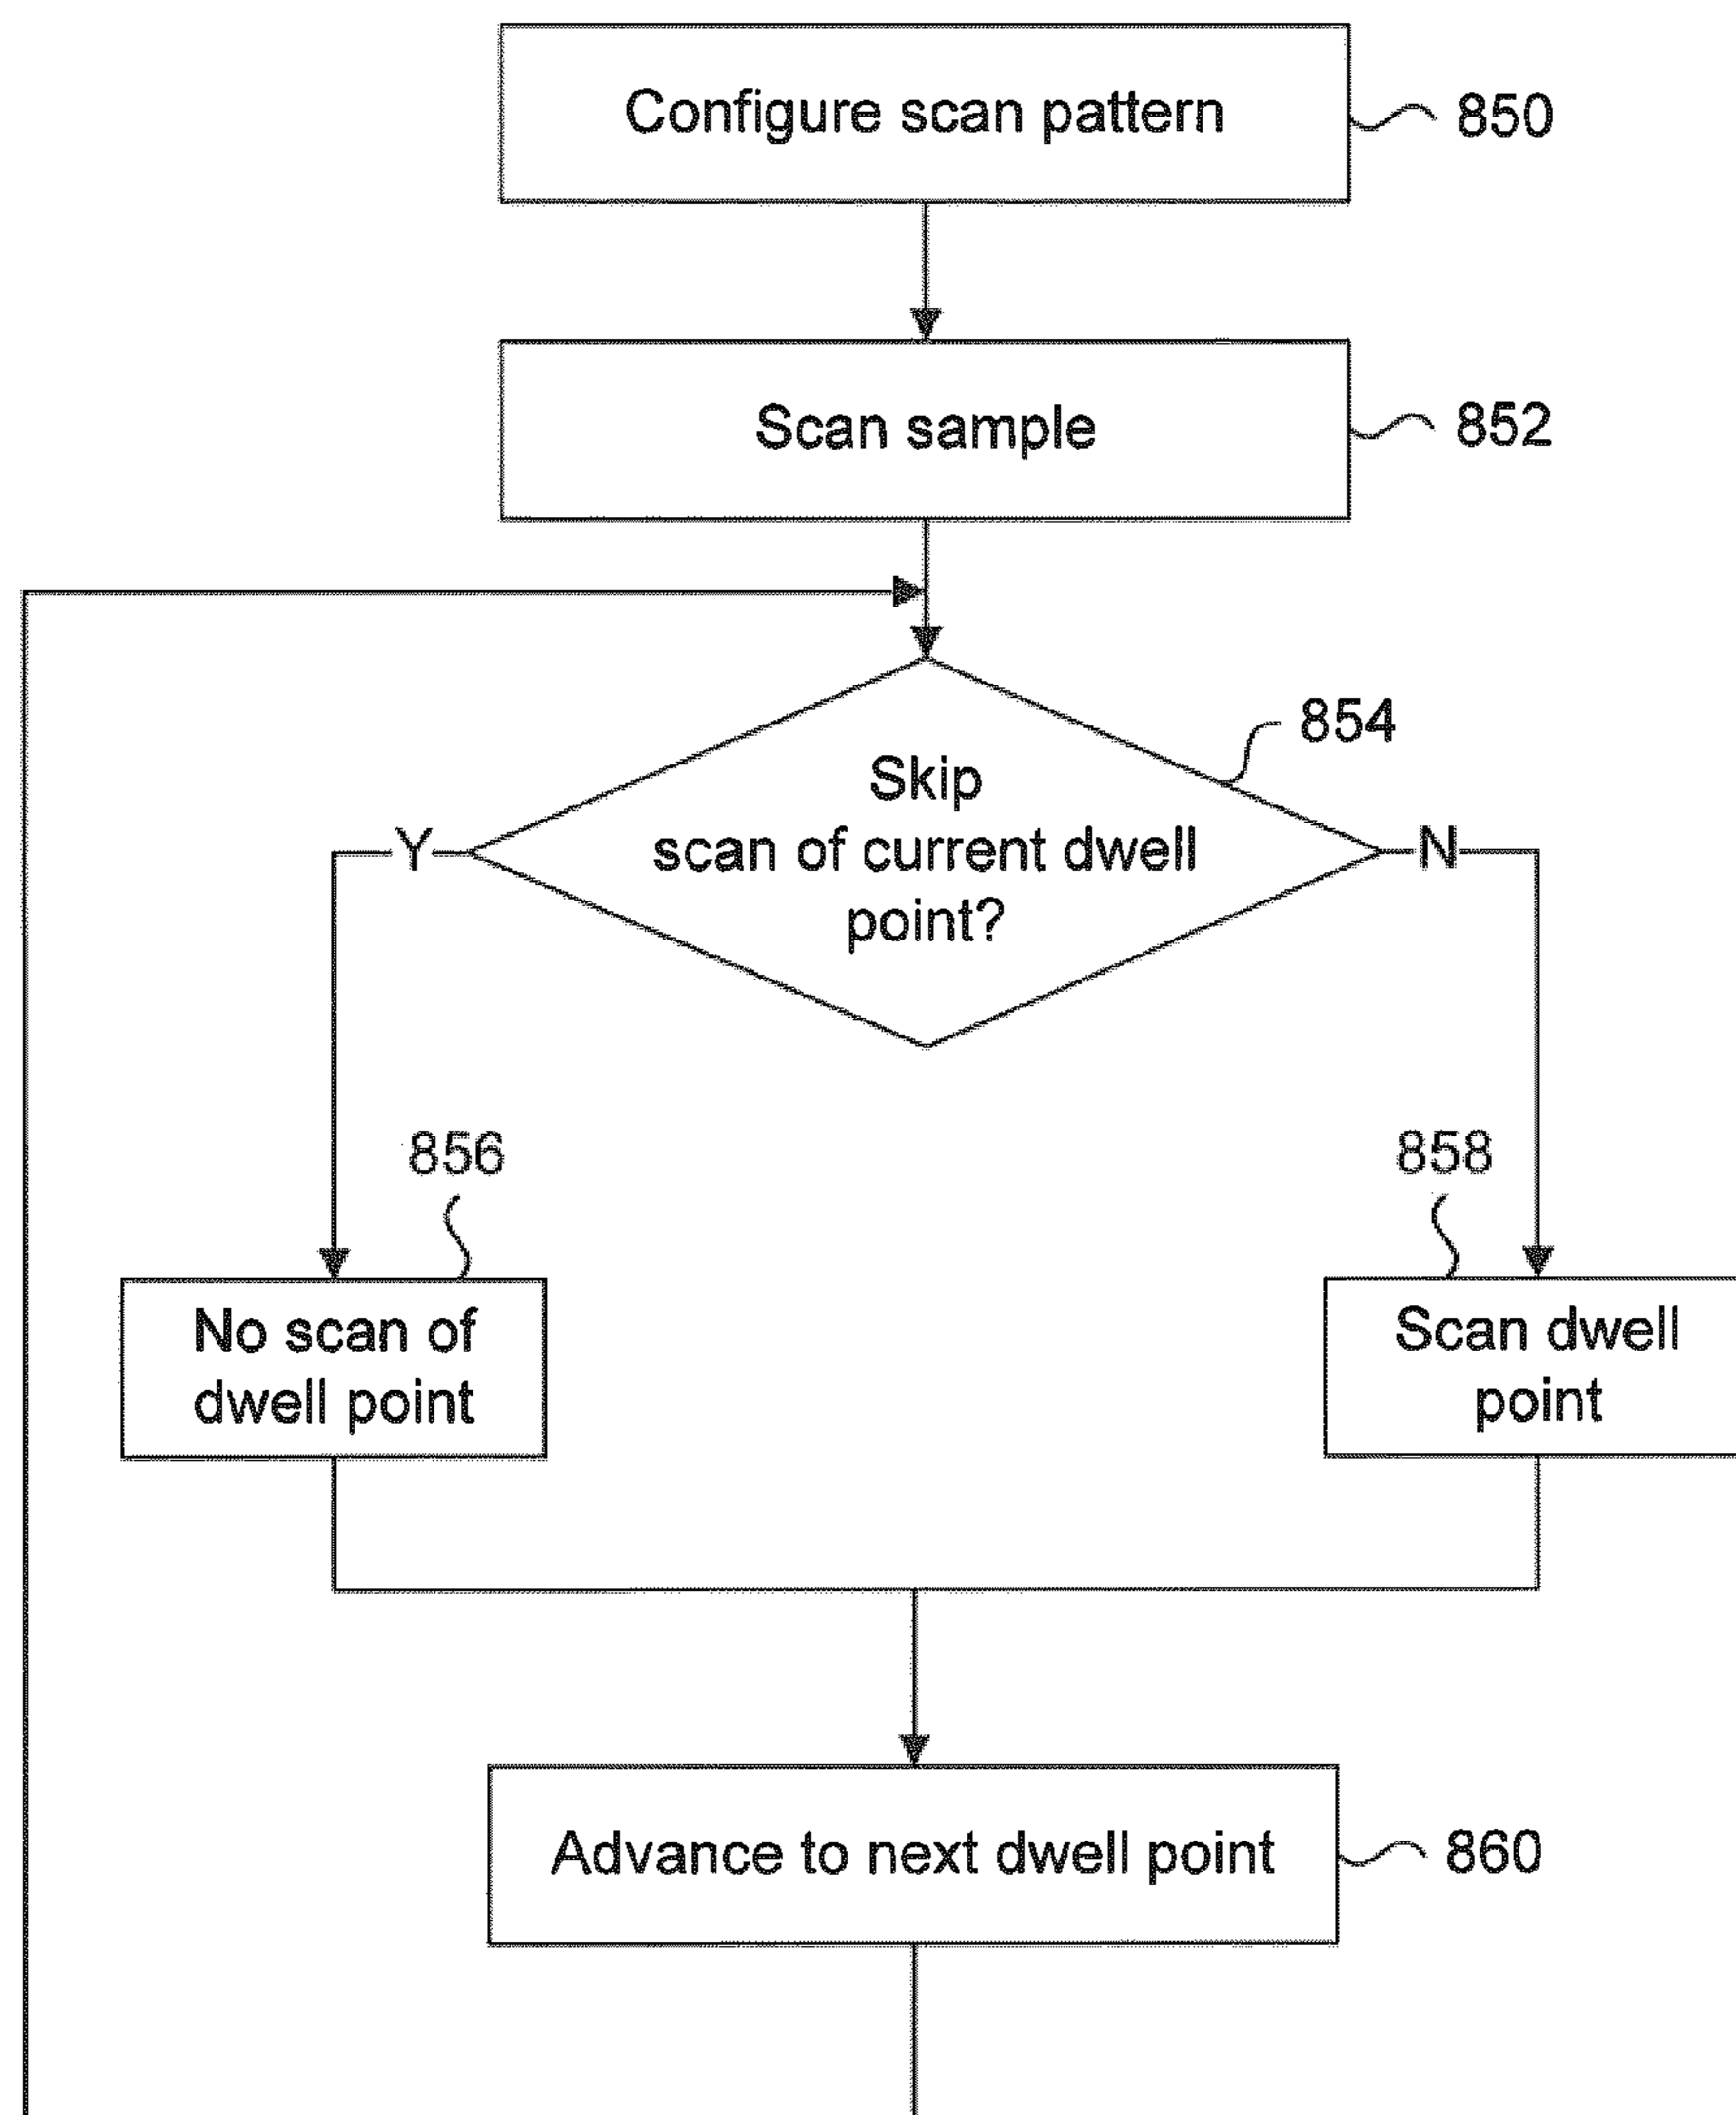 Configure scan pattern
850
Scan sample
852
854
Skip
scan of current dwell
point?
Y
N
856
858
No scan of
dwell point
Scan dwell
point
Advance to next dwell point
860